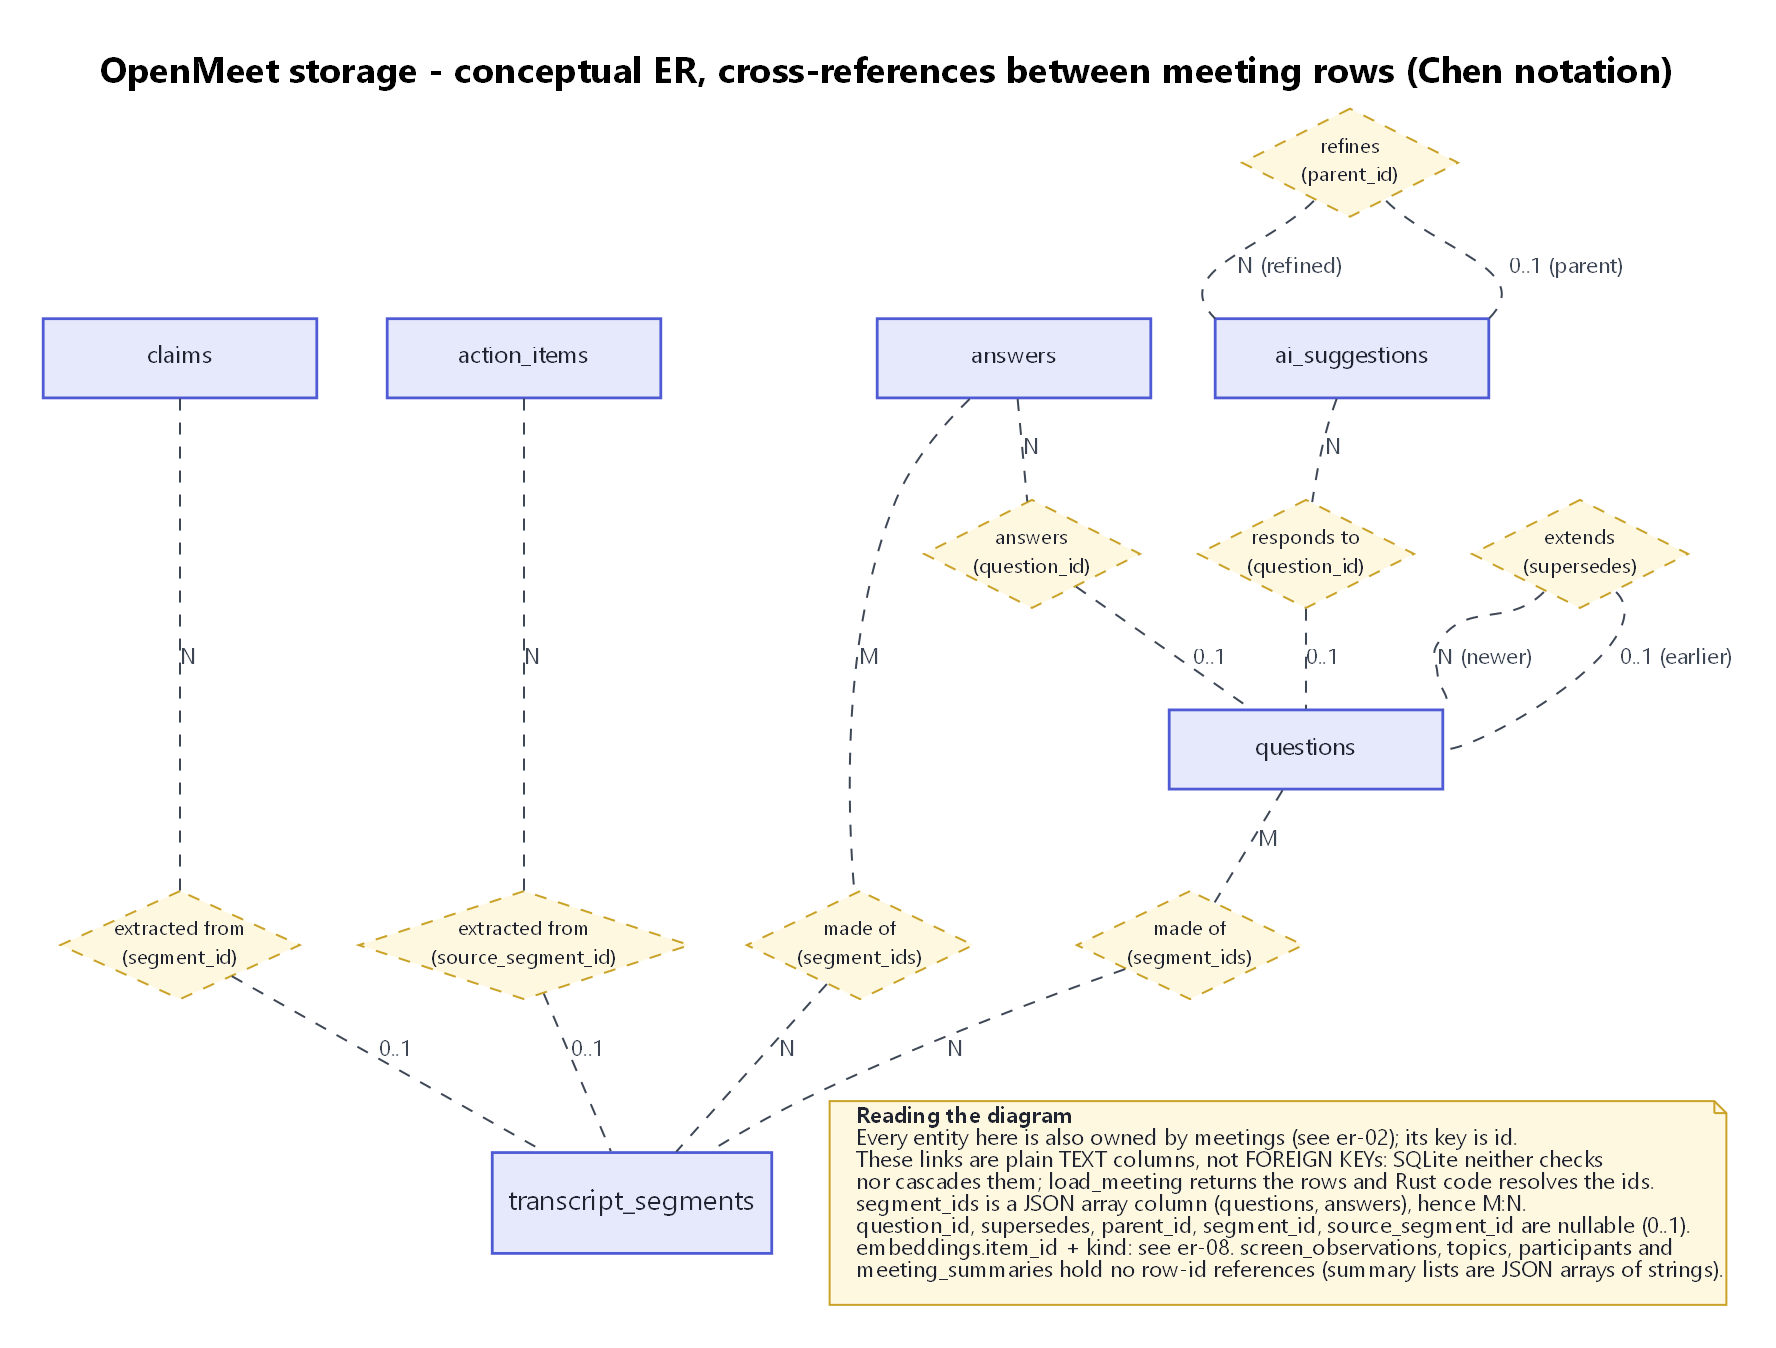 OpenMeet storage - conceptual ER, cross-references between meeting rows (Chen notation)
refines
(parent_id)
N (refined)
0..1 (parent)
claims
action_items
answers
ai_suggestions
N
N
answers
(question_id)
responds to
(question_id)
extends
(supersedes)
N
N
M
0..1
0..1
N (newer)
0..1 (earlier)
questions
M
extracted from
(segment_id)
extracted from
(source_segment_id)
made of
(segment_ids)
made of
(segment_ids)
0..1
0..1
N
N
transcript_segments
Reading the diagram
Every entity here is also owned by meetings (see er-02); its key is id.
These links are plain TEXT columns, not FOREIGN KEYs: SQLite neither checks
nor cascades them; load_meeting returns the rows and Rust code resolves the ids.
segment_ids is a JSON array column (questions, answers), hence M:N.
question_id, supersedes, parent_id, segment_id, source_segment_id are nullable (0..1).
embeddings.item_id + kind: see er-08. screen_observations, topics, participants and
meeting_summaries hold no row-id references (summary lists are JSON arrays of strings).